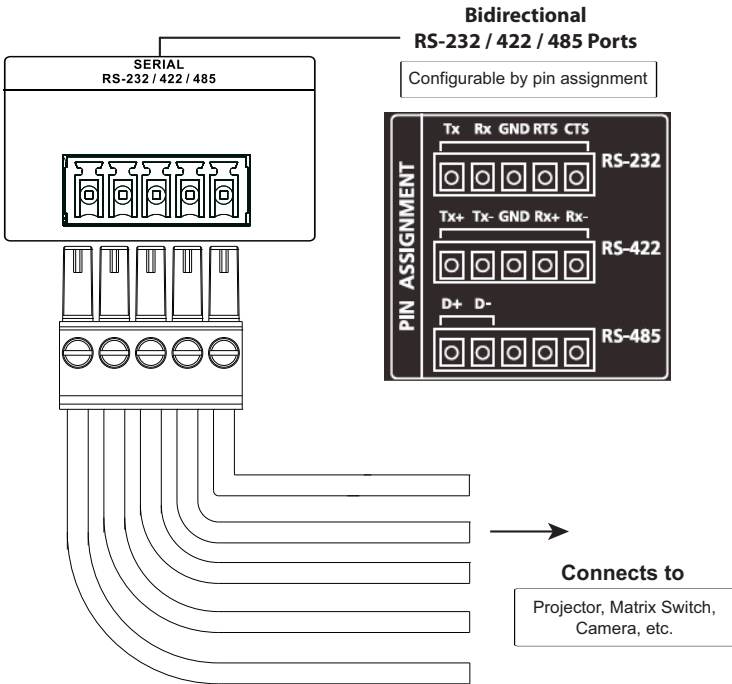 Bidirectional
RS-232 / 422 / 485 Ports
SERIAL
RS-232 / 422 / 485
Configurable by pin assignment
PIN ASSIGNMENT
Tx Rx GND RTS CTS
RS-232
Tx+ Tx- GND Rx+ Rx-
RS-422
D+ D-
RS-485
Connects to
Projector, Matrix Switch,
Camera, etc.